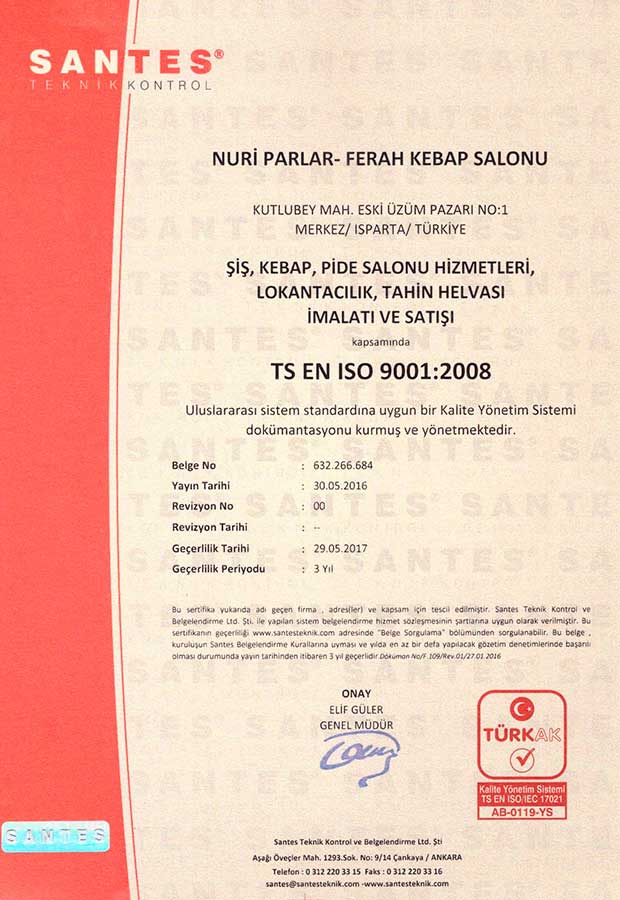 SANTES®
TEKNİK KONTROL
NURİ PARLAR- FERAH KEBAP SALONU
KUTLUBEY MAH. ESKİ ÜZÜM PAZARI NO:1
MERKEZ/ ISPARTA/ TÜRKİYE
ŞİŞ, KEBAP, PİDE SALONU HİZMETLERİ,
LOKANTACILIK, TAHİN HELVASI
İMALATI VE SATIŞI
kapsamında
TS EN ISO 9001:2008
Uluslararası sistem standardına uygun bir Kalite Yönetim Sistemi
dokümantasyonu kurmuş ve yönetmektedir.
Belge No : 632.266.684
Yayın Tarihi : 30.05.2016
Revizyon No : 00
Revizyon Tarihi : --
Geçerlilik Tarihi : 29.05.2017
Geçerlilik Periyodu : 3 Yıl
Bu sertifika yukarıda adı geçen firma , adres(ler) ve kapsam için tescil edilmiştir. Santes Teknik Kontrol ve
Belgelendirme Ltd. Şti. ile yapılan sistem belgelendirme hizmet sözleşmesinin şartlarına uygun olarak verilmiştir. Bu
sertifikanın geçerliliği www.santesteknik.com adresinde "Belge Sorgulama" bölümünden sorgulanabilir. Bu belge ,
kuruluşun Santes Belgelendirme Kurallarına uyması ve yılda en az bir defa yapılacak gözetim denetimlerinde başarılı
olması durumunda yayın tarihinden itibaren 3 yıl geçerlidir.Doküman No/F.109/Rev.01/27.01.2016
ONAY
ELİF GÜLER
GENEL MÜDÜR
TÜRKAK
Kalite Yönetim Sistemi
TS EN ISO/IEC 17021
AB-0119-YS
SANTES
Santes Teknik Kontrol ve Belgelendirme Ltd. Şti
Aşağı Öveçler Mah. 1293.Sok. No: 9/14 Çankaya / ANKARA
Telefon : 0 312 220 33 15 Faks : 0 312 220 33 16
santes@santesteknik.com -www.santesteknik.com